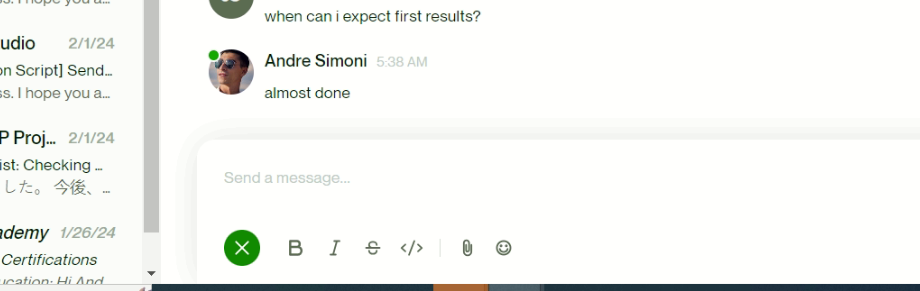 when can i expect first results?
udio 2/1/24
on Script] Send...
ss. I hope you a...
Andre Simoni 5:38 AM
almost done
P Proj... 2/1/24
ist: Checking ...
した。 今後、...
ademy 1/26/24
Certifications
ucation: Hi And
Send a message...
B I S </>